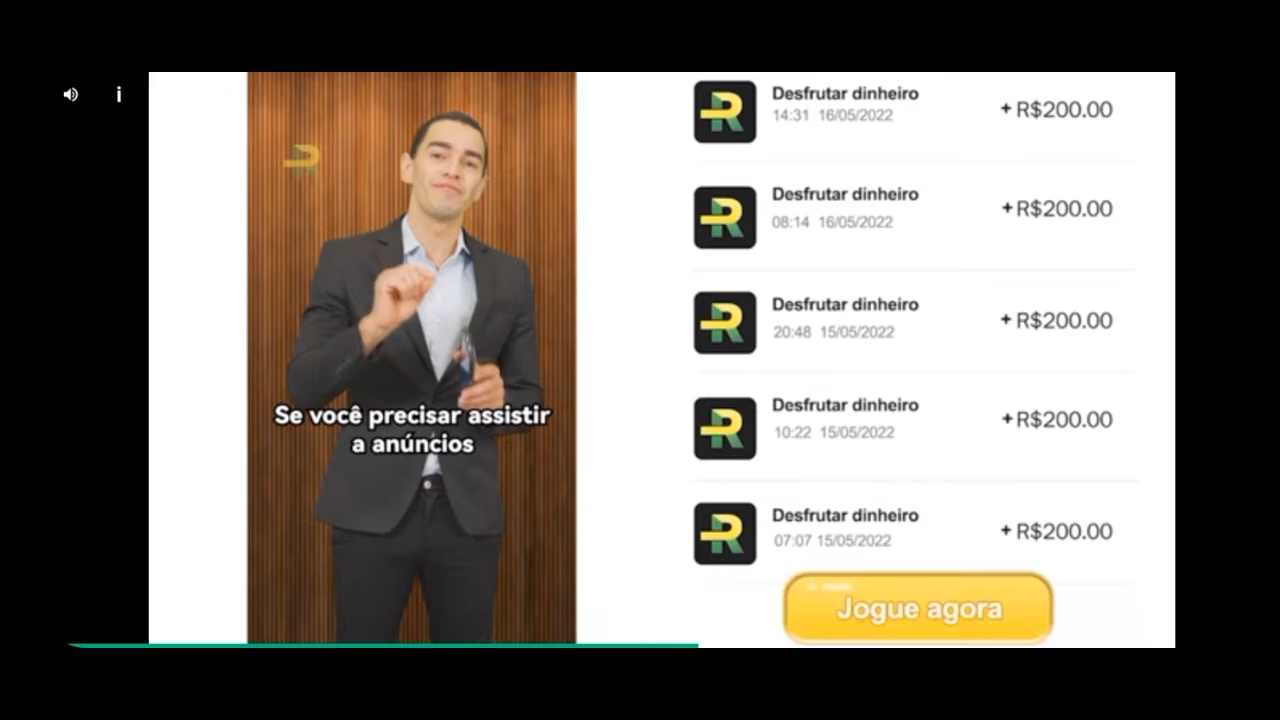 Se você precisar assistir
a anúncios
Desfrutar dinheiro
14:31 16/05/2022
+ R$200.00
Desfrutar dinheiro
08:14 16/05/2022
+ R$200.00
Desfrutar dinheiro
20:48 15/05/2022
+ R$200.00
Desfrutar dinheiro
10:22 15/05/2022
+ R$200.00
Desfrutar dinheiro
07:07 15/05/2022
+ R$200.00
Jogue agora